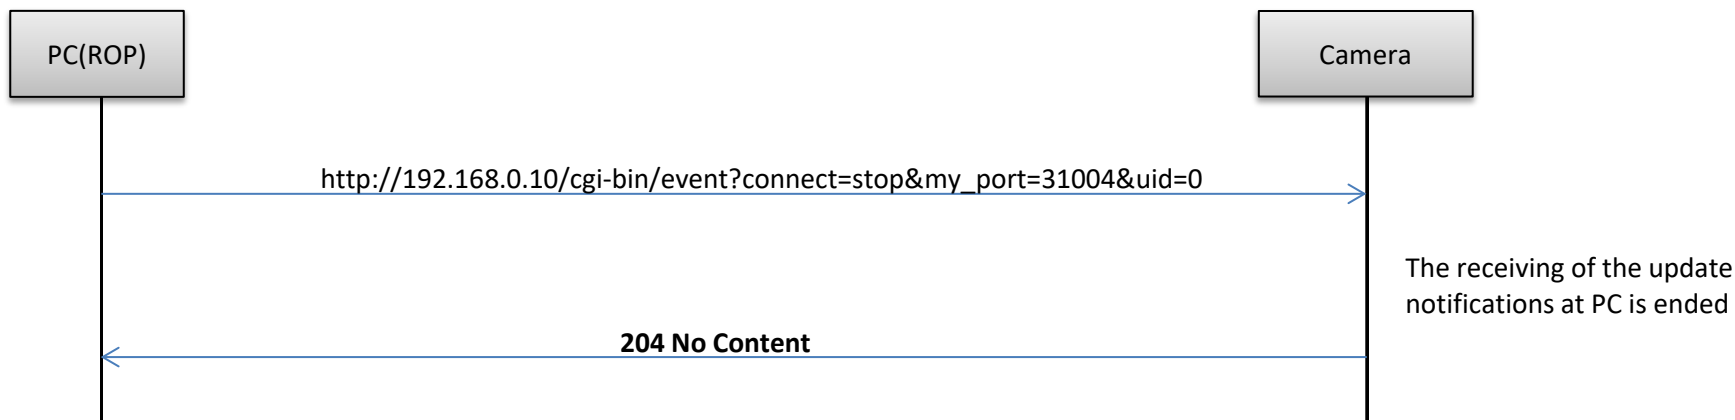 PC(ROP)
Camera
http://192.168.0.10/cgi-bin/event?connect=stop&my_port=31004&uid=0
The receiving of the update
notifications at PC is ended
204 No Content